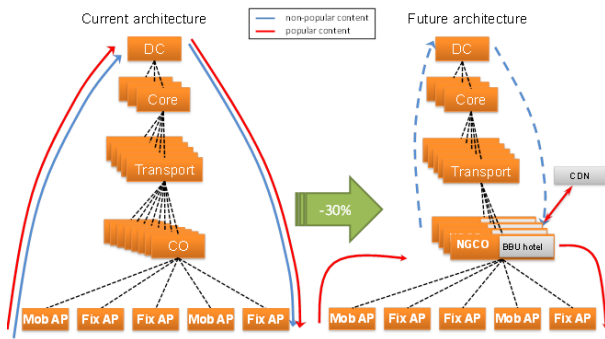 Current architecture
non-popular content
popular content
Future architecture
DC
Core
Transport
CO
Mob AP
Fix AP
Fix AP
Mob AP
Fix AP
-30%
DC
Core
Transport
CDN
NGCO
BBU hotel
Mob AP
Fix AP
Fix AP
Mob AP
Fix AP